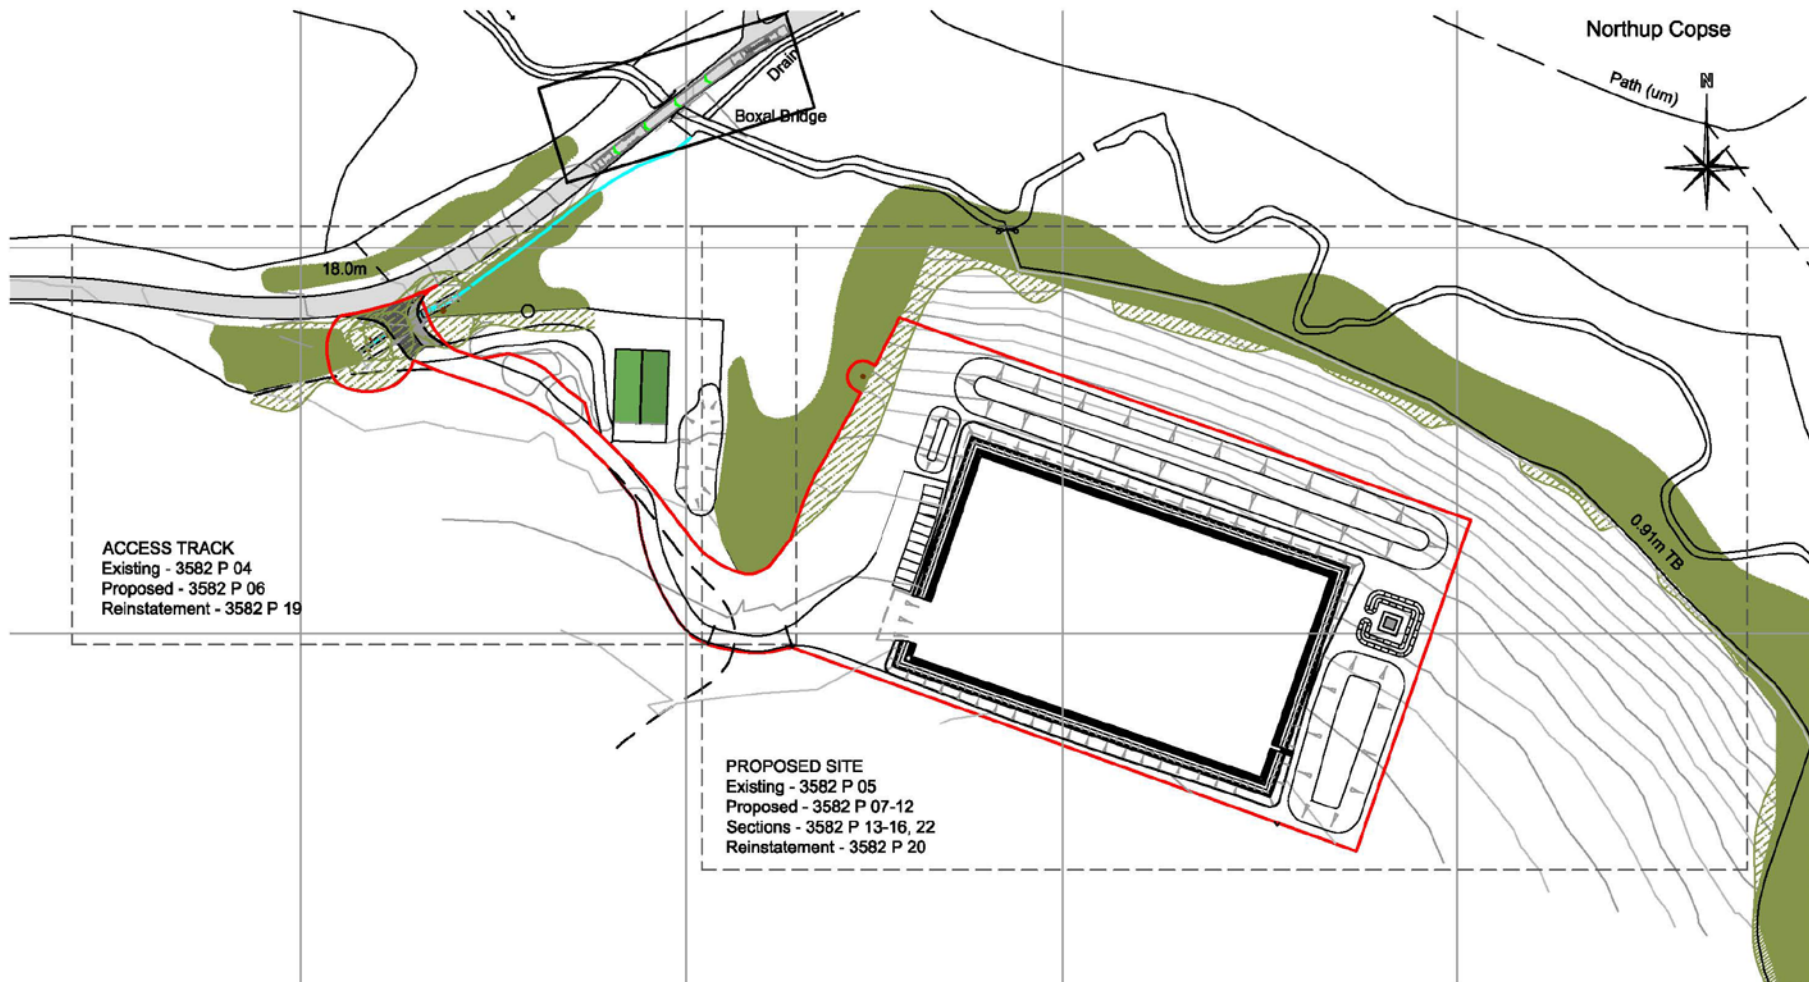 Northup Copse
Path (um)
N
Drain
Boxal Bridge
18.0m
0.91m TB
ACCESS TRACK
Existing - 3582 P 04
Proposed - 3582 P 06
Reinstatement - 3582 P 19
PROPOSED SITE
Existing - 3582 P 05
Proposed - 3582 P 07-12
Sections - 3582 P 13-16, 22
Reinstatement - 3582 P 20